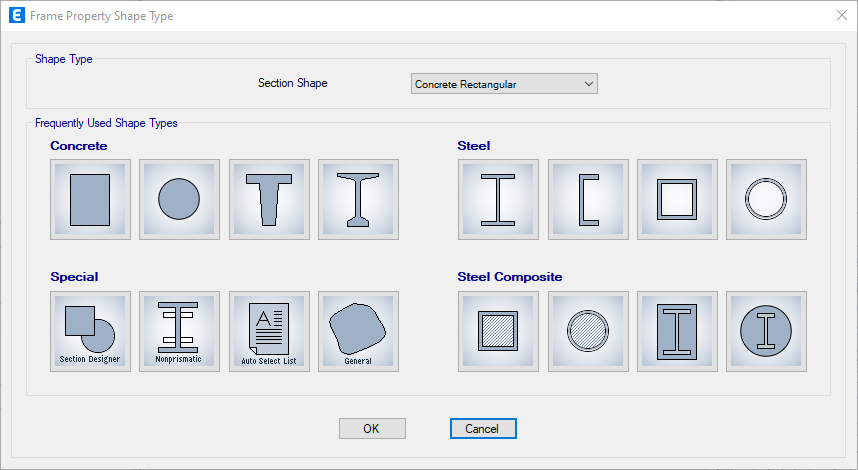 E Frame Property Shape Type
Shape Type
Section Shape Concrete Rectangular
Frequently Used Shape Types
Concrete Steel
Special Steel Composite
Section Designer Nonprismatic A Auto Select List General
OK Cancel